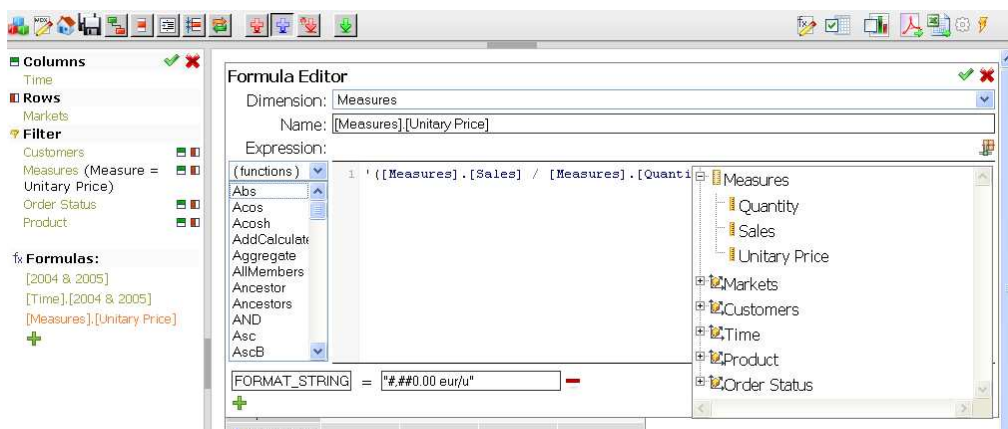 MDX
Columns
Time
Rows
Markets
Filter
Customers
Measures (Measure =
Unitary Price)
Order Status
Product
fx Formulas:
[2004 & 2005]
[Time].[2004 & 2005]
[Measures].[Unitary Price]
Formula Editor
Dimension: Measures
Name: [Measures].[Unitary Price]
Expression:
(functions)
Abs
Acos
Acosh
AddCalculate
Aggregate
AllMembers
Ancestor
Ancestors
AND
Asc
AscB
1 '([Measures].[Sales] / [Measures].[Quanti
Measures
Quantity
Sales
Unitary Price
Markets
Customers
Time
Product
Order Status
FORMAT_STRING = "#,##0.00 eur/u"